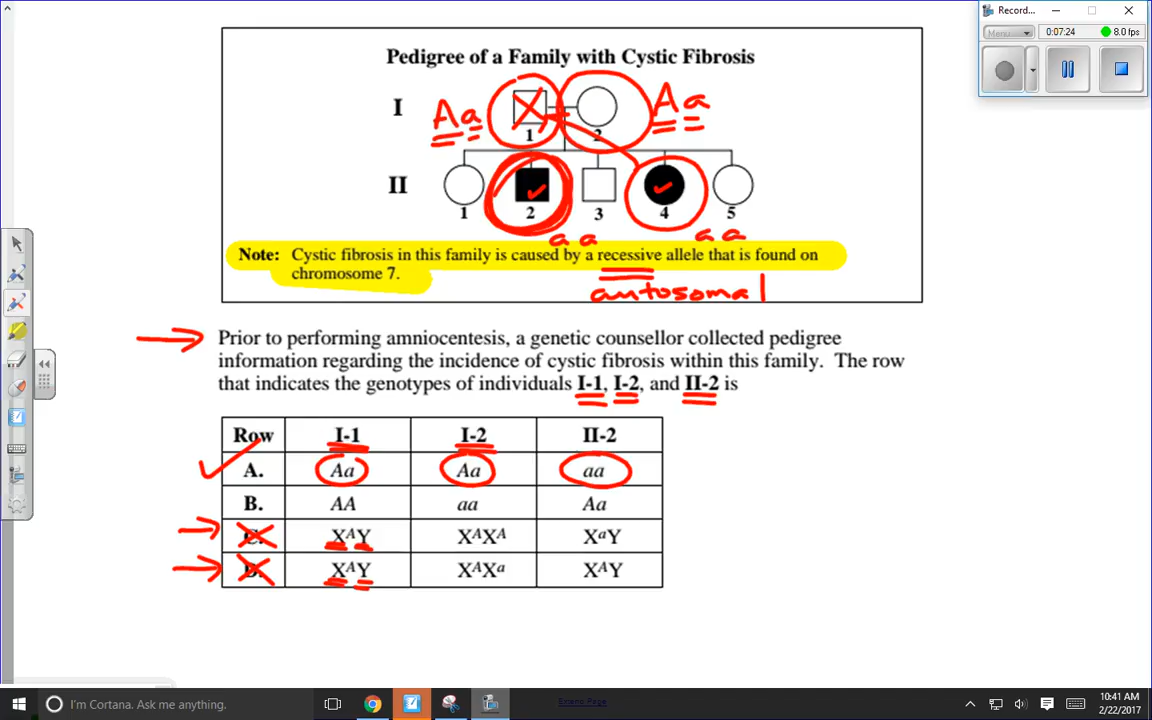 Record...
Menu
0:07:24
8.0 fps
Pedigree of a Family with Cystic Fibrosis
I
Aa
Aa
1
2
II
1
2
3
4
5
aa
aa
Note: Cystic fibrosis in this family is caused by a recessive allele that is found on
chromosome 7.
autosomal
Prior to performing amniocentesis, a genetic counsellor collected pedigree
information regarding the incidence of cystic fibrosis within this family. The row
that indicates the genotypes of individuals I-1, I-2, and II-2 is
Row I-1 I-2 II-2
A. Aa Aa aa
B. AA aa Aa
C. XᴬY XᴬXᴬ XᵃY
D. XᴬY XᴬXᵃ XᴬY
I'm Cortana. Ask me anything.
Extend Page
10:41 AM
2/22/2017